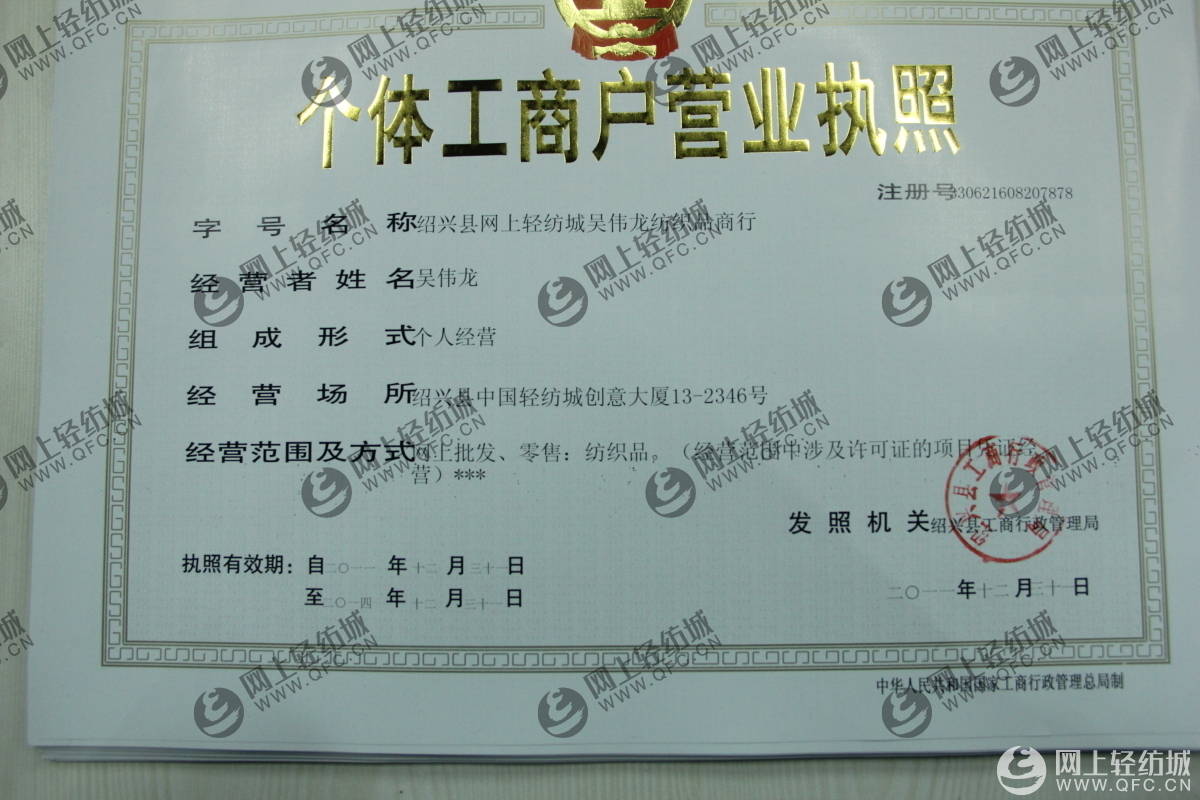 个体工商户营业执照
注册号330621608207878
字号名称 绍兴县网上轻纺城吴伟龙纺织品商行
经营者姓名 吴伟龙
组成形式 个人经营
经营场所 绍兴县中国轻纺城创意大厦13-2346号
经营范围及方式 网上批发、零售：纺织品。（经营范围中涉及许可证的项目凭证经
营）***
发照机关 绍兴县工商行政管理局
执照有效期：自二〇一一年十二月三十一日
至二〇一四年十二月三十一日
二〇一一年十二月三十一日
中华人民共和国国家工商行政管理总局制
网上轻纺城
WWW.QFC.CN